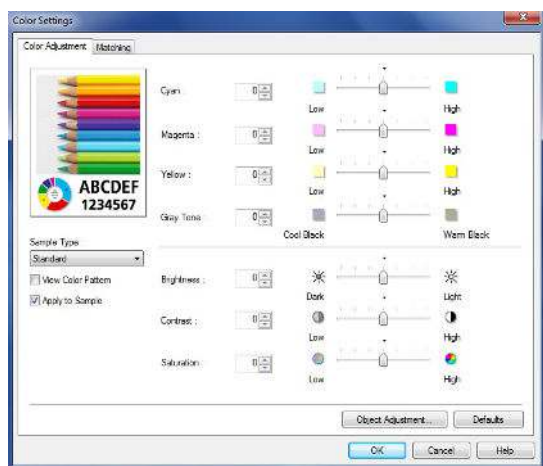 Color Settings
Color Adjustment Matching
Cyan 0
Low High
Magenta : 0
Low High
ABCDEF
1234567
Yellow : 0
Low High
Gray Tone 0
Cool Black Warm Black
Sample Type
Standard
View Color Pattern
Apply to Sample
Brightness : 0
Dark Light
Contrast : 0
Low High
Saturation 0
Low High
Object Adjustment... Defaults
OK Cancel Help